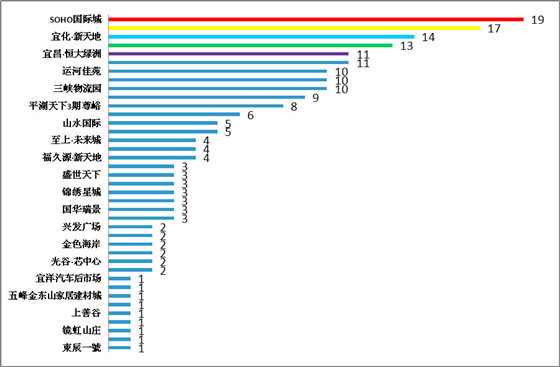 SOHO国际城 19
17
宜化·新天地 14
13
宜昌·恒大绿洲 11
11
运河佳苑 10
10
三峡物流园 10
9
平湖天下3期尊峪 8
6
山水国际 5
5
至上·未来城 4
4
福久源·新天地 4
3
盛世天下 3
3
锦绣星城 3
3
国华瑞景 3
3
兴发广场 2
2
金色海岸 2
2
光谷·芯中心 2
2
宜洋汽车后市场 1
1
五峰金东山家居建材城 1
1
上善谷 1
1
镜虹山庄 1
1
東辰一號 1